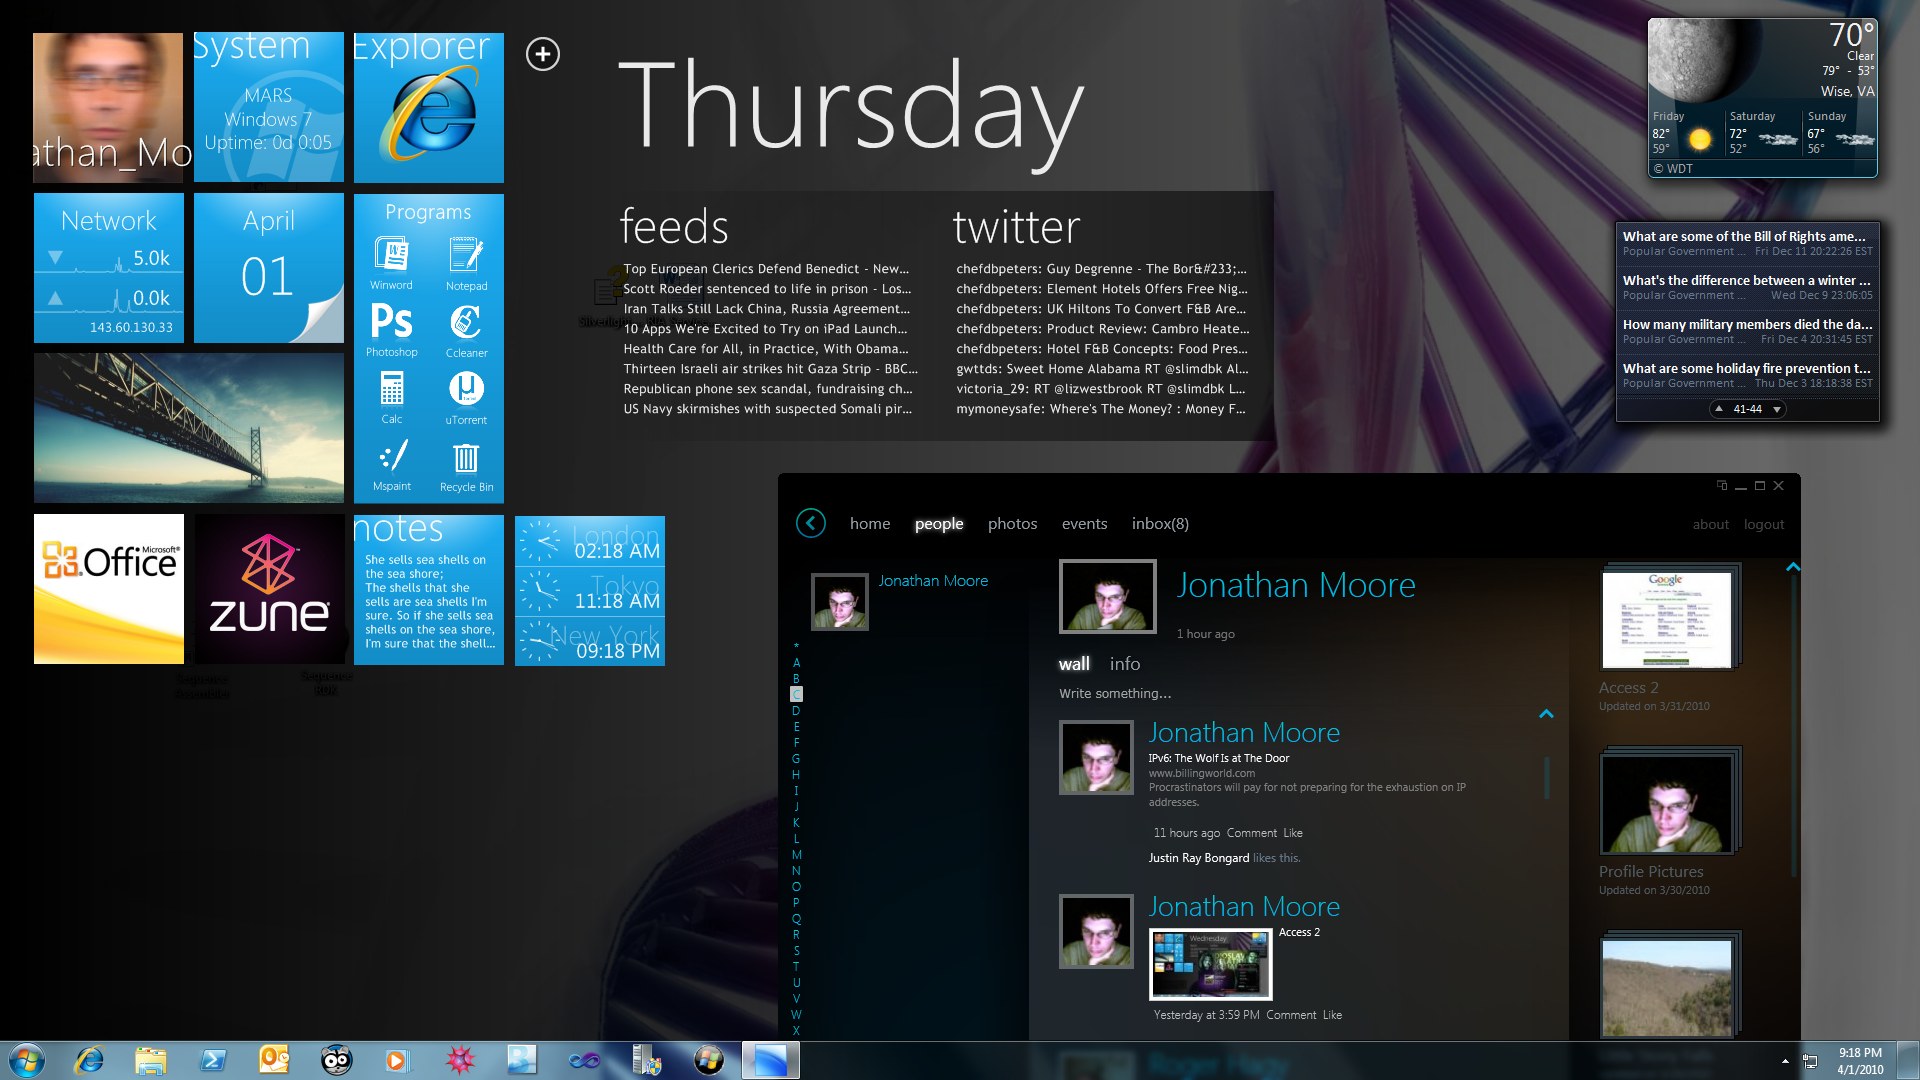 athan_Mo
System
MARS
Windows 7
Uptime: 0d 0:05
Explorer
Network
5.0k
0.0k
143.60.130.33
April
01
Programs
Winword
Notepad
Ps
Photoshop
Ccleaner
Calc
µ
uTorrent
Mspaint
Recycle Bin
Microsoft®
Office
zune
notes
She sells sea shells on
the sea shore;
The shells that she
sells are sea shells I'm
sure. So if she sells sea
shells on the sea shore,
I'm sure that the shell...
London
02:18 AM
Tokyo
11:18 AM
New York
09:18 PM
Sequence
Assembler
Sequence
Thursday
feeds
Top European Clerics Defend Benedict - New...
Scott Roeder sentenced to life in prison - Los...
Iran Talks Still Lack China, Russia Agreement...
10 Apps We're Excited to Try on iPad Launch...
Health Care for All, in Practice, With Obama...
Thirteen Israeli air strikes hit Gaza Strip - BBC...
Republican phone sex scandal, fundraising ch...
US Navy skirmishes with suspected Somali pir...
twitter
chefdbpeters: Guy Degrenne - The Bor&#233;...
chefdbpeters: Element Hotels Offers Free Nig...
chefdbpeters: UK Hiltons To Convert F&B Are...
chefdbpeters: Product Review: Cambro Heate...
chefdbpeters: Hotel F&B Concepts: Food Pres...
gwttds: Sweet Home Alabama RT @slimdbk Al...
victoria_29: RT @lizwestbrook RT @slimdbk L...
mymoneysafe: Where's The Money? : Money F...
70°
Clear
79° - 53°
Wise, VA
Friday
82°
59°
Saturday
72°
52°
Sunday
67°
56°
© WDT
What are some of the Bill of Rights ame...
Popular Government ... Fri Dec 11 20:22:26 EST
What's the difference between a winter ...
Popular Government ... Wed Dec 9 23:06:05
How many military members died the da...
Popular Government ... Fri Dec 4 20:31:45 EST
What are some holiday fire prevention t...
Popular Government ... Thu Dec 3 18:18:38 EST
41-44
home people photos events inbox(8)
about logout
Jonathan Moore
*
A
B
C
D
E
F
G
H
I
J
K
L
M
N
O
P
Q
R
S
T
U
V
W
X
Jonathan Moore
1 hour ago
wall info
Write something...
Jonathan Moore
IPv6: The Wolf Is at The Door
www.billingworld.com
Procrastinators will pay for not preparing for the exhaustion on IP
addresses.
11 hours ago Comment Like
Justin Ray Bongard likes this.
Jonathan Moore
Wednesday
Access 2
Yesterday at 3:59 PM Comment Like
Roger Hagy
Google
Access 2
Updated on 3/31/2010
Profile Pictures
Updated on 3/30/2010
9:18 PM
4/1/2010